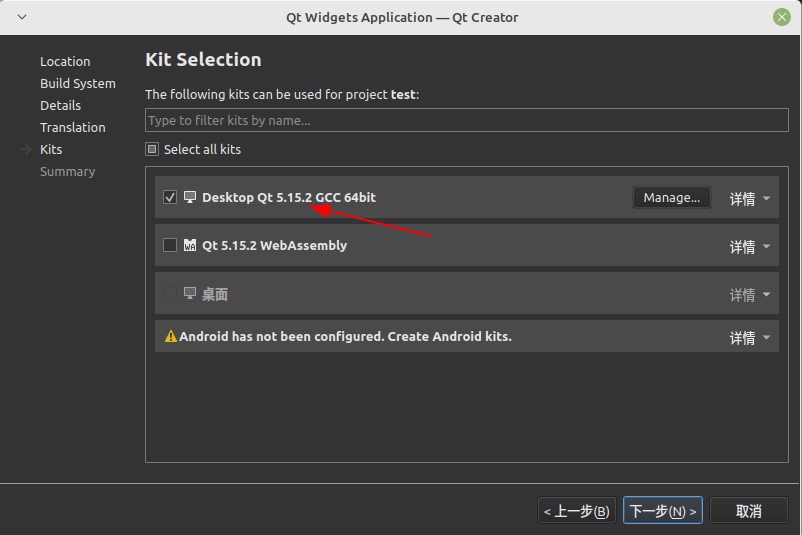 Qt Widgets Application — Qt Creator
Location
Build System
Details
Translation
Kits
Summary
Kit Selection
The following kits can be used for project test:
Type to filter kits by name...
Select all kits
Desktop Qt 5.15.2 GCC 64bit
Manage...
详情
WA
Qt 5.15.2 WebAssembly
详情
桌面
详情
Android has not been configured. Create Android kits.
详情
< 上一步(B)
下一步(N) >
取消